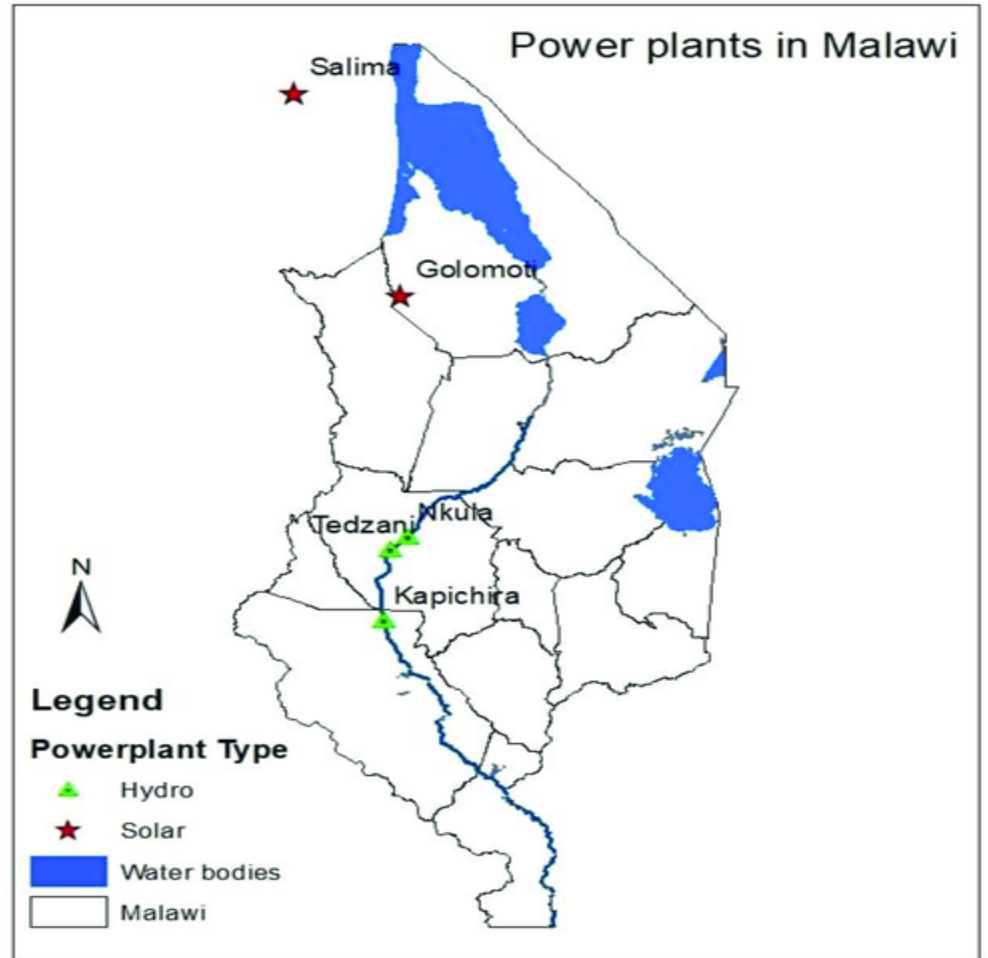 Power plants in Malawi
Salima
Golomoti
Nkula
Tedzani
Kapichira
N
Legend
Powerplant Type
Hydro
Solar
Water bodies
Malawi